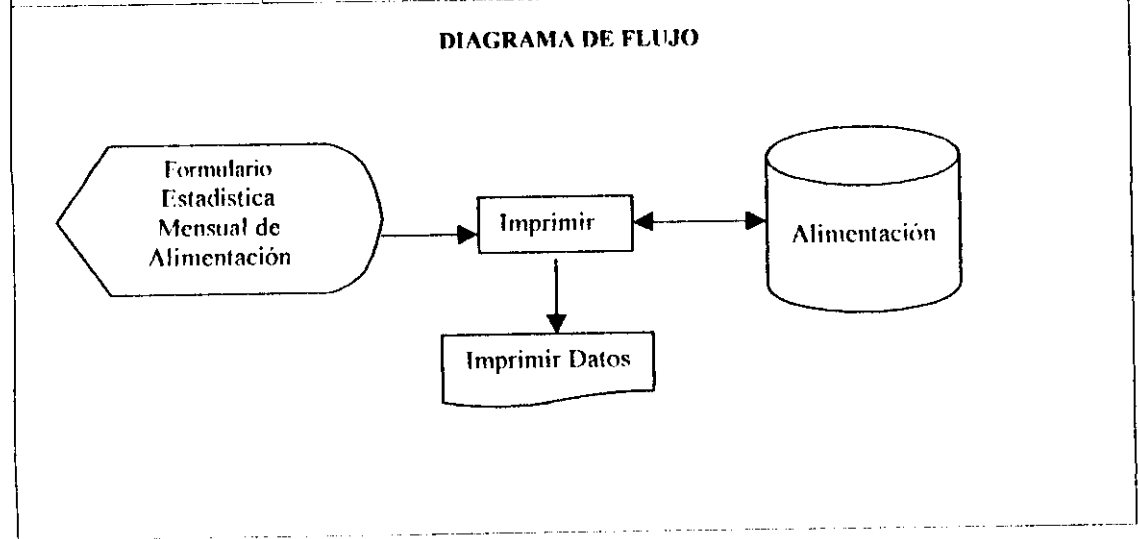 DIAGRAMA DE FLUJO
Formulario
Estadistica
Mensual de
Alimentación
Imprimir
Alimentación
Imprimir Datos